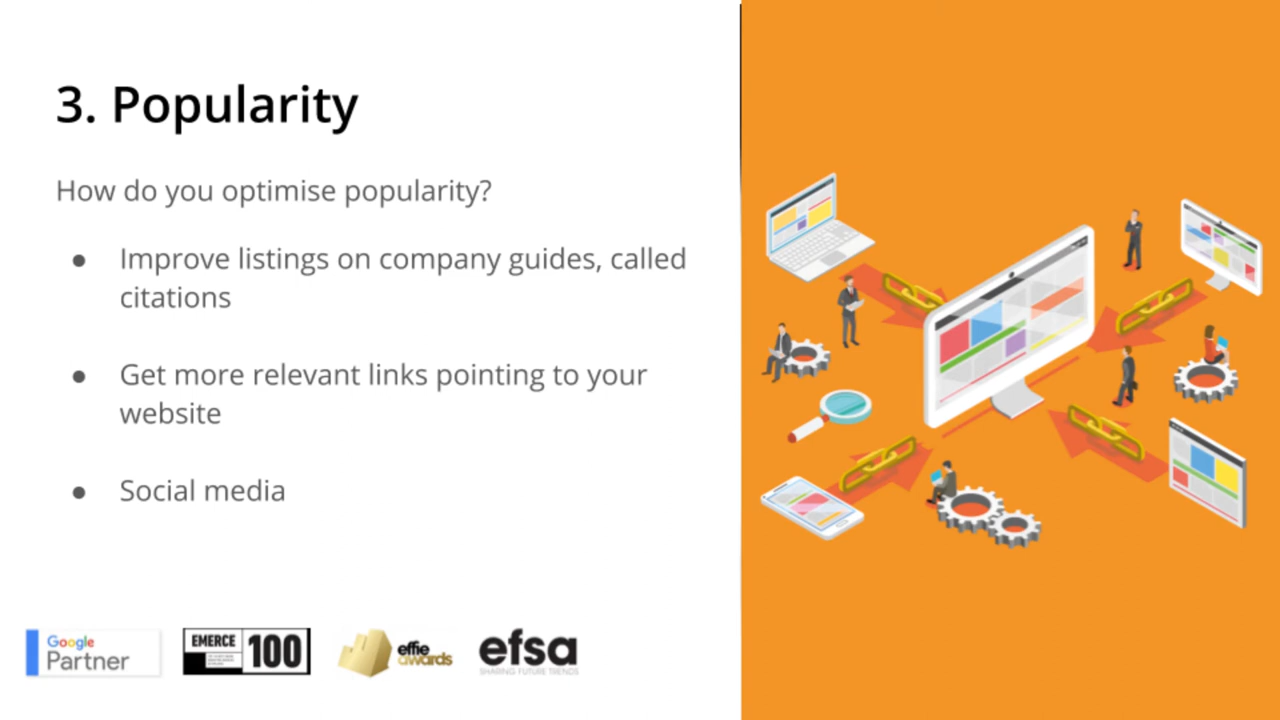 3. Popularity
How do you optimise popularity?
● Improve listings on company guides, called
citations
● Get more relevant links pointing to your
website
● Social media
Google
Partner
EMERCE
100
effie
awards
efsa
SHARING FUTURE TRENDS